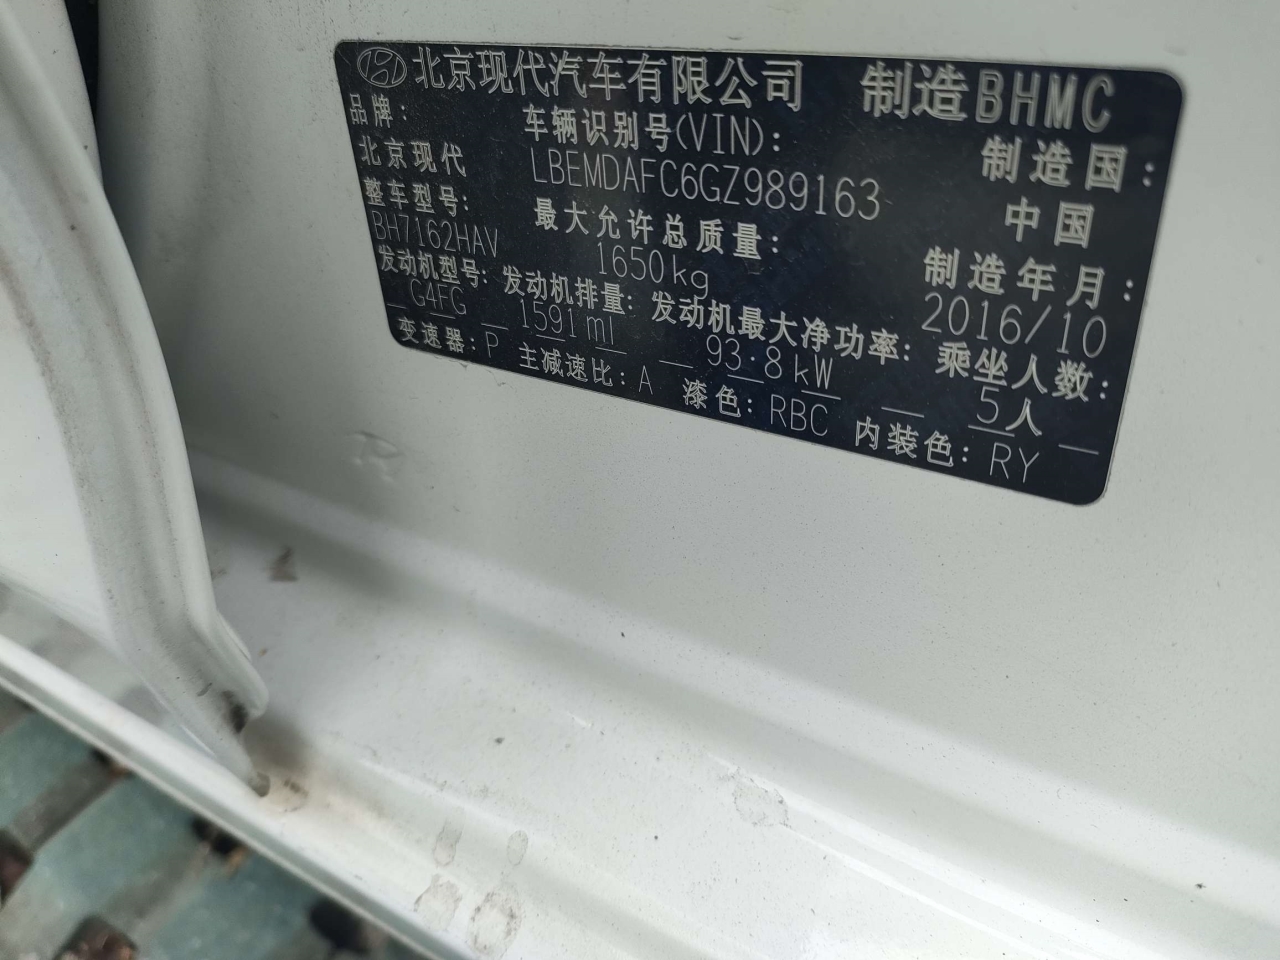 北京现代汽车有限公司 制造BHMC
品牌: 车辆识别号(VIN): 制造国:
北京现代 LBEMDAFC6GZ989163 中国
整车型号: 最大允许总质量: 制造年月:
BH7162HAV 1650kg 2016/10
发动机型号: 发动机排量: 发动机最大净功率: 乘坐人数:
G4FG 1591ml 93.8kW 5人
变速器: P 主减速比: A 漆色: RBC 内装色: RY